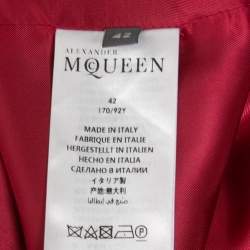 42
ALEXANDER
McQUEEN
42
170/92Y
MADE IN ITALY
FABRIQUE EN ITALIE
HERGESTELLT IN ITALIEN
HECHO EN ITALIA
СДЕЛАНО В ИТАЛИИ
イタリア製
产地:意大利
صنع في إيطاليا